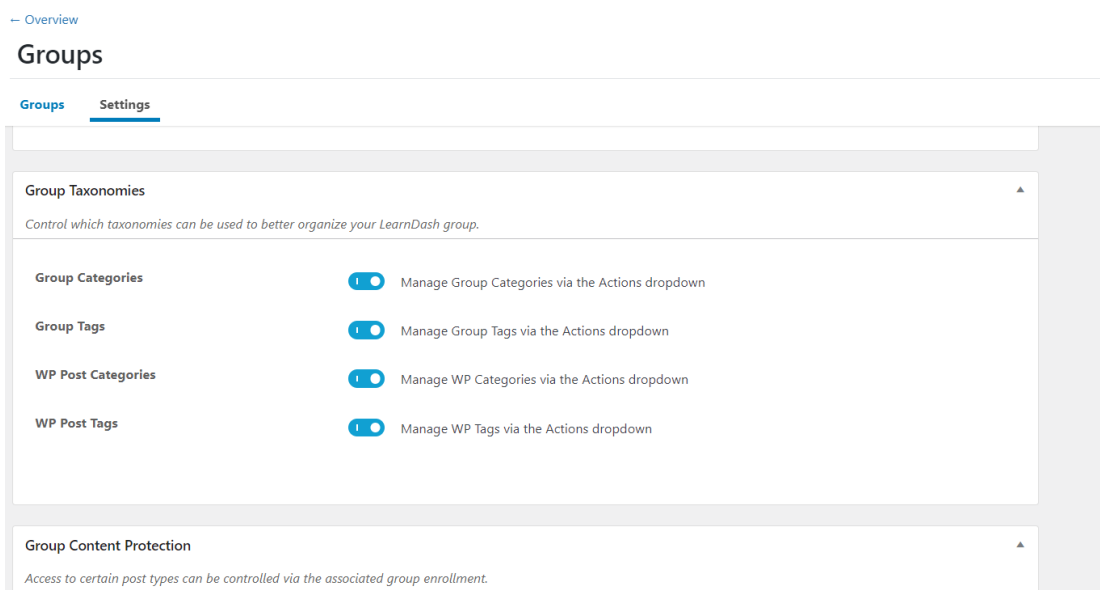 ← Overview
Groups
Groups Settings
Group Taxonomies
Control which taxonomies can be used to better organize your LearnDash group.
Group Categories Manage Group Categories via the Actions dropdown
Group Tags Manage Group Tags via the Actions dropdown
WP Post Categories Manage WP Categories via the Actions dropdown
WP Post Tags Manage WP Tags via the Actions dropdown
Group Content Protection
Access to certain post types can be controlled via the associated group enrollment.